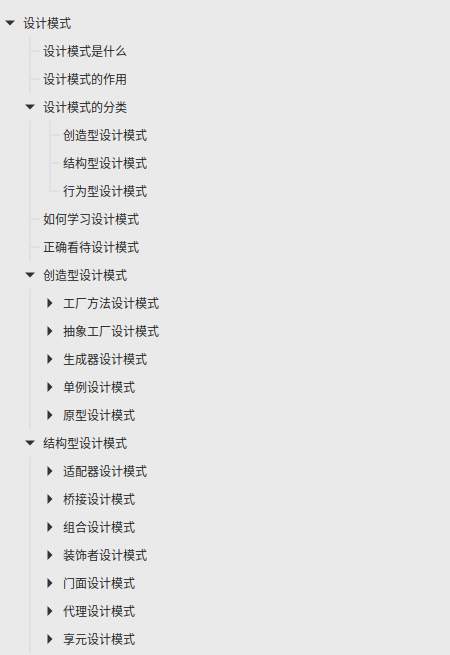 设计模式
设计模式是什么
设计模式的作用
设计模式的分类
创造型设计模式
结构型设计模式
行为型设计模式
如何学习设计模式
正确看待设计模式
创造型设计模式
工厂方法设计模式
抽象工厂设计模式
生成器设计模式
单例设计模式
原型设计模式
结构型设计模式
适配器设计模式
桥接设计模式
组合设计模式
装饰者设计模式
门面设计模式
代理设计模式
享元设计模式